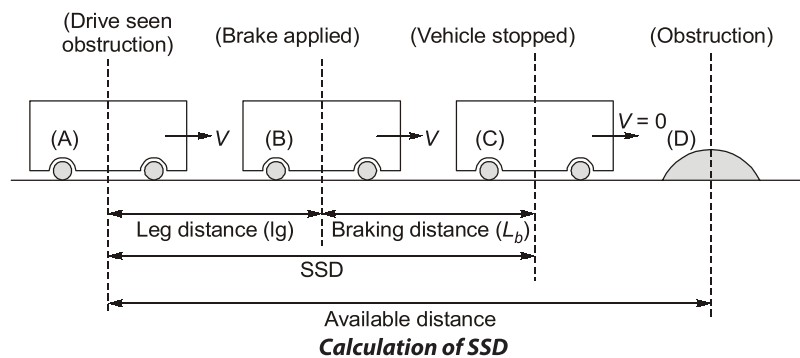 (Drive seen
obstruction)
(Brake applied)
(Vehicle stopped)
(Obstruction)
(A)
V
(B)
V
(C)
V = 0
(D)
Leg distance (lg)
Braking distance (L_b)
SSD
Available distance
Calculation of SSD